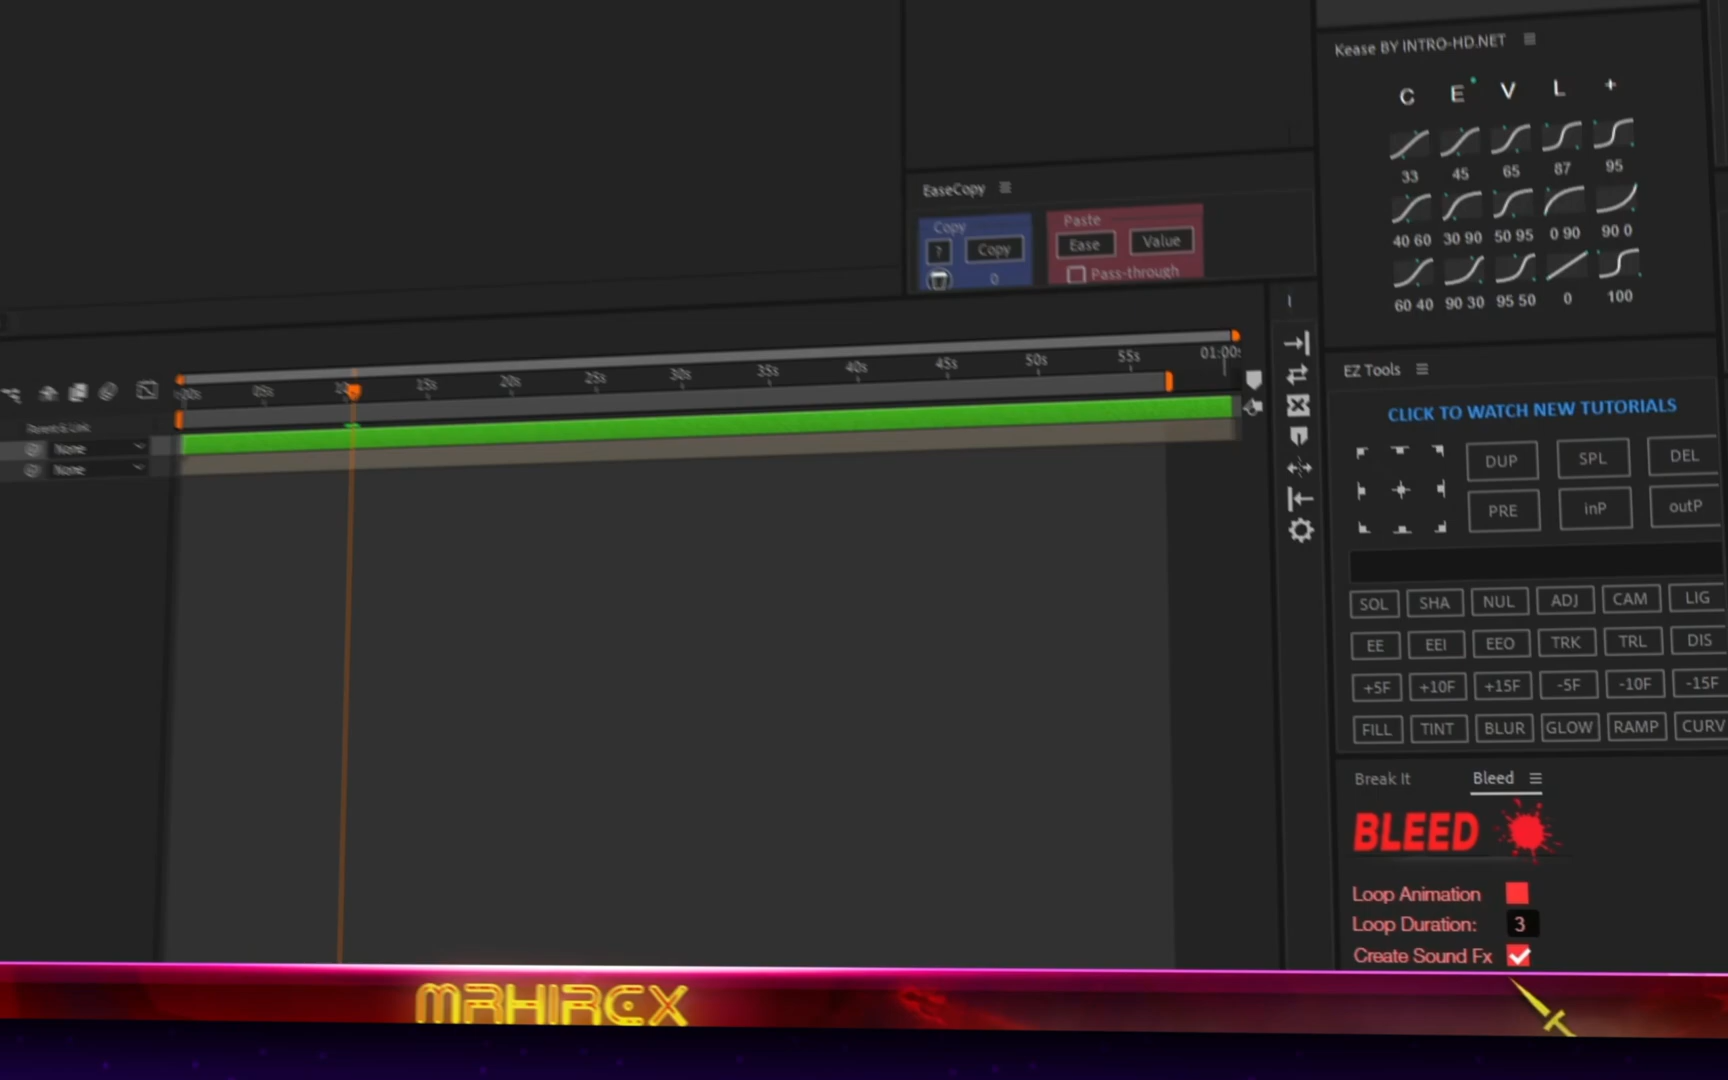 Kease BY INTRO-HD.NET
C E V L +
33 45 65 87 95
40 60 30 90 50 95 0 90 90 0
60 40 90 30 95 50 0 100
EaseCopy
Copy
? Copy
0
Paste
Ease Value
Pass-through
05s 15s 20s 25s 30s 35s 40s 45s 50s 55s 01:00s
Parent & Link
None
None
EZ Tools
CLICK TO WATCH NEW TUTORIALS
DUP SPL DEL
PRE inP outP
SOL SHA NUL ADJ CAM LIG
EE EEI EEO TRK TRL DIS
+5F +10F +15F -5F -10F -15F
FILL TINT BLUR GLOW RAMP CURV
Break It Bleed
BLEED
Loop Animation
Loop Duration: 3
Create Sound Fx
MRHIRCX